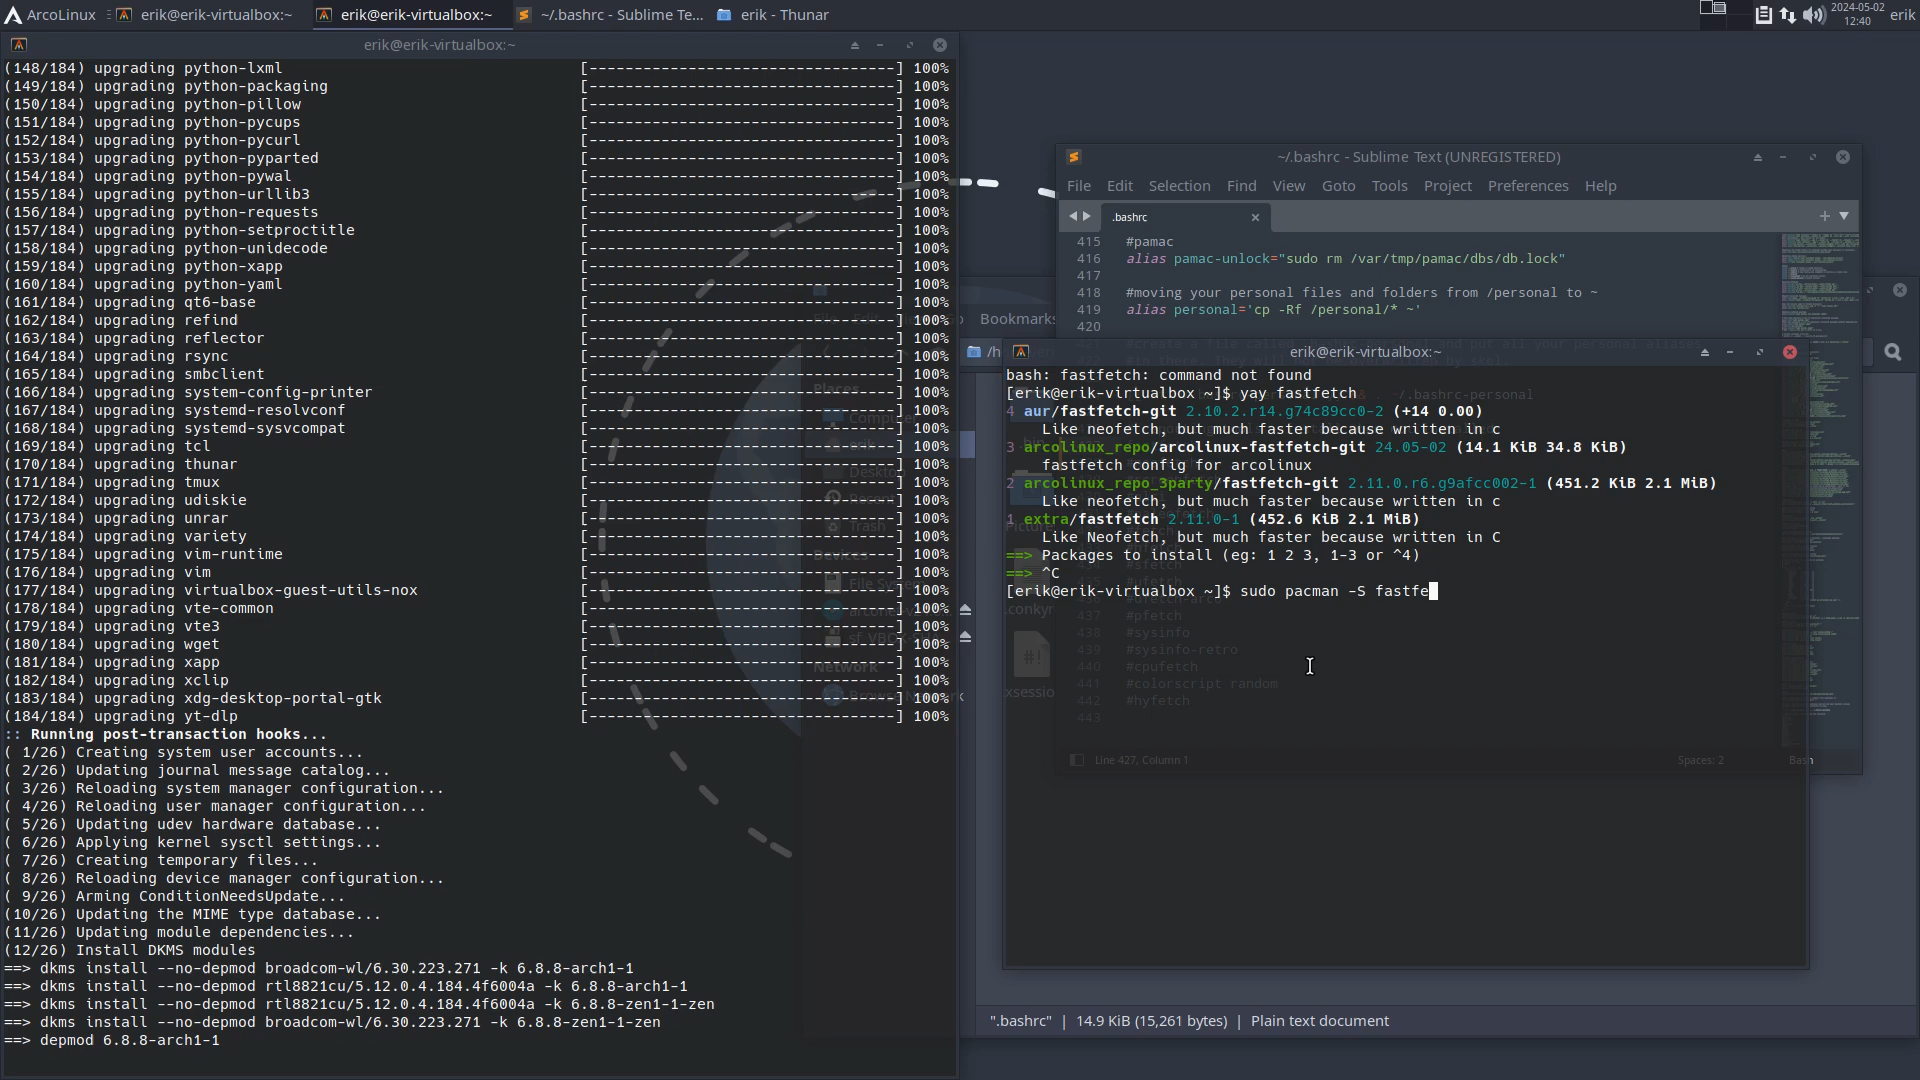 ArcoLinux
erik@erik-virtualbox:~
erik@erik-virtualbox:~
~/.bashrc - Sublime Te...
erik - Thunar
2024-05-02
12:40
erik
erik@erik-virtualbox:~
(148/184) upgrading python-lxml [----------------------------------] 100%
(149/184) upgrading python-packaging [----------------------------------] 100%
(150/184) upgrading python-pillow [----------------------------------] 100%
(151/184) upgrading python-pycups [----------------------------------] 100%
(152/184) upgrading python-pycurl [----------------------------------] 100%
(153/184) upgrading python-pyparted [----------------------------------] 100%
(154/184) upgrading python-pywal [----------------------------------] 100%
(155/184) upgrading python-urllib3 [----------------------------------] 100%
(156/184) upgrading python-requests [----------------------------------] 100%
(157/184) upgrading python-setproctitle [----------------------------------] 100%
(158/184) upgrading python-unidecode [----------------------------------] 100%
(159/184) upgrading python-xapp [----------------------------------] 100%
(160/184) upgrading python-yaml [----------------------------------] 100%
(161/184) upgrading qt6-base [----------------------------------] 100%
(162/184) upgrading refind [----------------------------------] 100%
(163/184) upgrading reflector [----------------------------------] 100%
(164/184) upgrading rsync [----------------------------------] 100%
(165/184) upgrading smbclient [----------------------------------] 100%
(166/184) upgrading system-config-printer [----------------------------------] 100%
(167/184) upgrading systemd-resolvconf [----------------------------------] 100%
(168/184) upgrading systemd-sysvcompat [----------------------------------] 100%
(169/184) upgrading tcl [----------------------------------] 100%
(170/184) upgrading thunar [----------------------------------] 100%
(171/184) upgrading tmux [----------------------------------] 100%
(172/184) upgrading udiskie [----------------------------------] 100%
(173/184) upgrading unrar [----------------------------------] 100%
(174/184) upgrading variety [----------------------------------] 100%
(175/184) upgrading vim-runtime [----------------------------------] 100%
(176/184) upgrading vim [----------------------------------] 100%
(177/184) upgrading virtualbox-guest-utils-nox [----------------------------------] 100%
(178/184) upgrading vte-common [----------------------------------] 100%
(179/184) upgrading vte3 [----------------------------------] 100%
(180/184) upgrading wget [----------------------------------] 100%
(181/184) upgrading xapp [----------------------------------] 100%
(182/184) upgrading xclip [----------------------------------] 100%
(183/184) upgrading xdg-desktop-portal-gtk [----------------------------------] 100%
(184/184) upgrading yt-dlp [----------------------------------] 100%
:: Running post-transaction hooks...
( 1/26) Creating system user accounts...
( 2/26) Updating journal message catalog...
( 3/26) Reloading system manager configuration...
( 4/26) Reloading user manager configuration...
( 5/26) Updating udev hardware database...
( 6/26) Applying kernel sysctl settings...
( 7/26) Creating temporary files...
( 8/26) Reloading device manager configuration...
( 9/26) Arming ConditionNeedsUpdate...
(10/26) Updating the MIME type database...
(11/26) Updating module dependencies...
(12/26) Install DKMS modules
==> dkms install --no-depmod broadcom-wl/6.30.223.271 -k 6.8.8-arch1-1
==> dkms install --no-depmod rtl8821cu/5.12.0.4.184.4f6004a -k 6.8.8-arch1-1
==> dkms install --no-depmod rtl8821cu/5.12.0.4.184.4f6004a -k 6.8.8-zen1-1-zen
==> dkms install --no-depmod broadcom-wl/6.30.223.271 -k 6.8.8-zen1-1-zen
==> depmod 6.8.8-arch1-1
Places
Desktop
Trash
Devices
Network
~/.bashrc - Sublime Text (UNREGISTERED)
File Edit Selection Find View Goto Tools Project Preferences Help
.bashrc
415 #pamac
416 alias pamac-unlock="sudo rm /var/tmp/pamac/dbs/db.lock"
417
418 #moving your personal files and folders from /personal to ~
419 alias personal='cp -Rf /personal/* ~'
420
Bookmarks
/h
erik@erik-virtualbox:~
bash: fastfetch: command not found
[erik@erik-virtualbox ~]$ yay fastfetch
4 aur/fastfetch-git 2.10.2.r14.g74c89cc0-2 (+14 0.00)
Like neofetch, but much faster because written in c
3 arcolinux_repo/arcolinux-fastfetch-git 24.05-02 (14.1 KiB 34.8 KiB)
fastfetch config for arcolinux
2 arcolinux_repo_3party/fastfetch-git 2.11.0.r6.g9afcc002-1 (451.2 KiB 2.1 MiB)
Like neofetch, but much faster because written in c
1 extra/fastfetch 2.11.0-1 (452.6 KiB 2.1 MiB)
Like Neofetch, but much faster because written in C
==> Packages to install (eg: 1 2 3, 1-3 or ^4)
==> ^C
[erik@erik-virtualbox ~]$ sudo pacman -S fastfe
437 #pfetch
438 #sysinfo
439 #sysinfo-retro
440 #cpufetch
441 #colorscript random
442 #hyfetch
443
Line 427, Column 1
Spaces: 2
Bash
".bashrc" | 14.9 KiB (15,261 bytes) | Plain text document